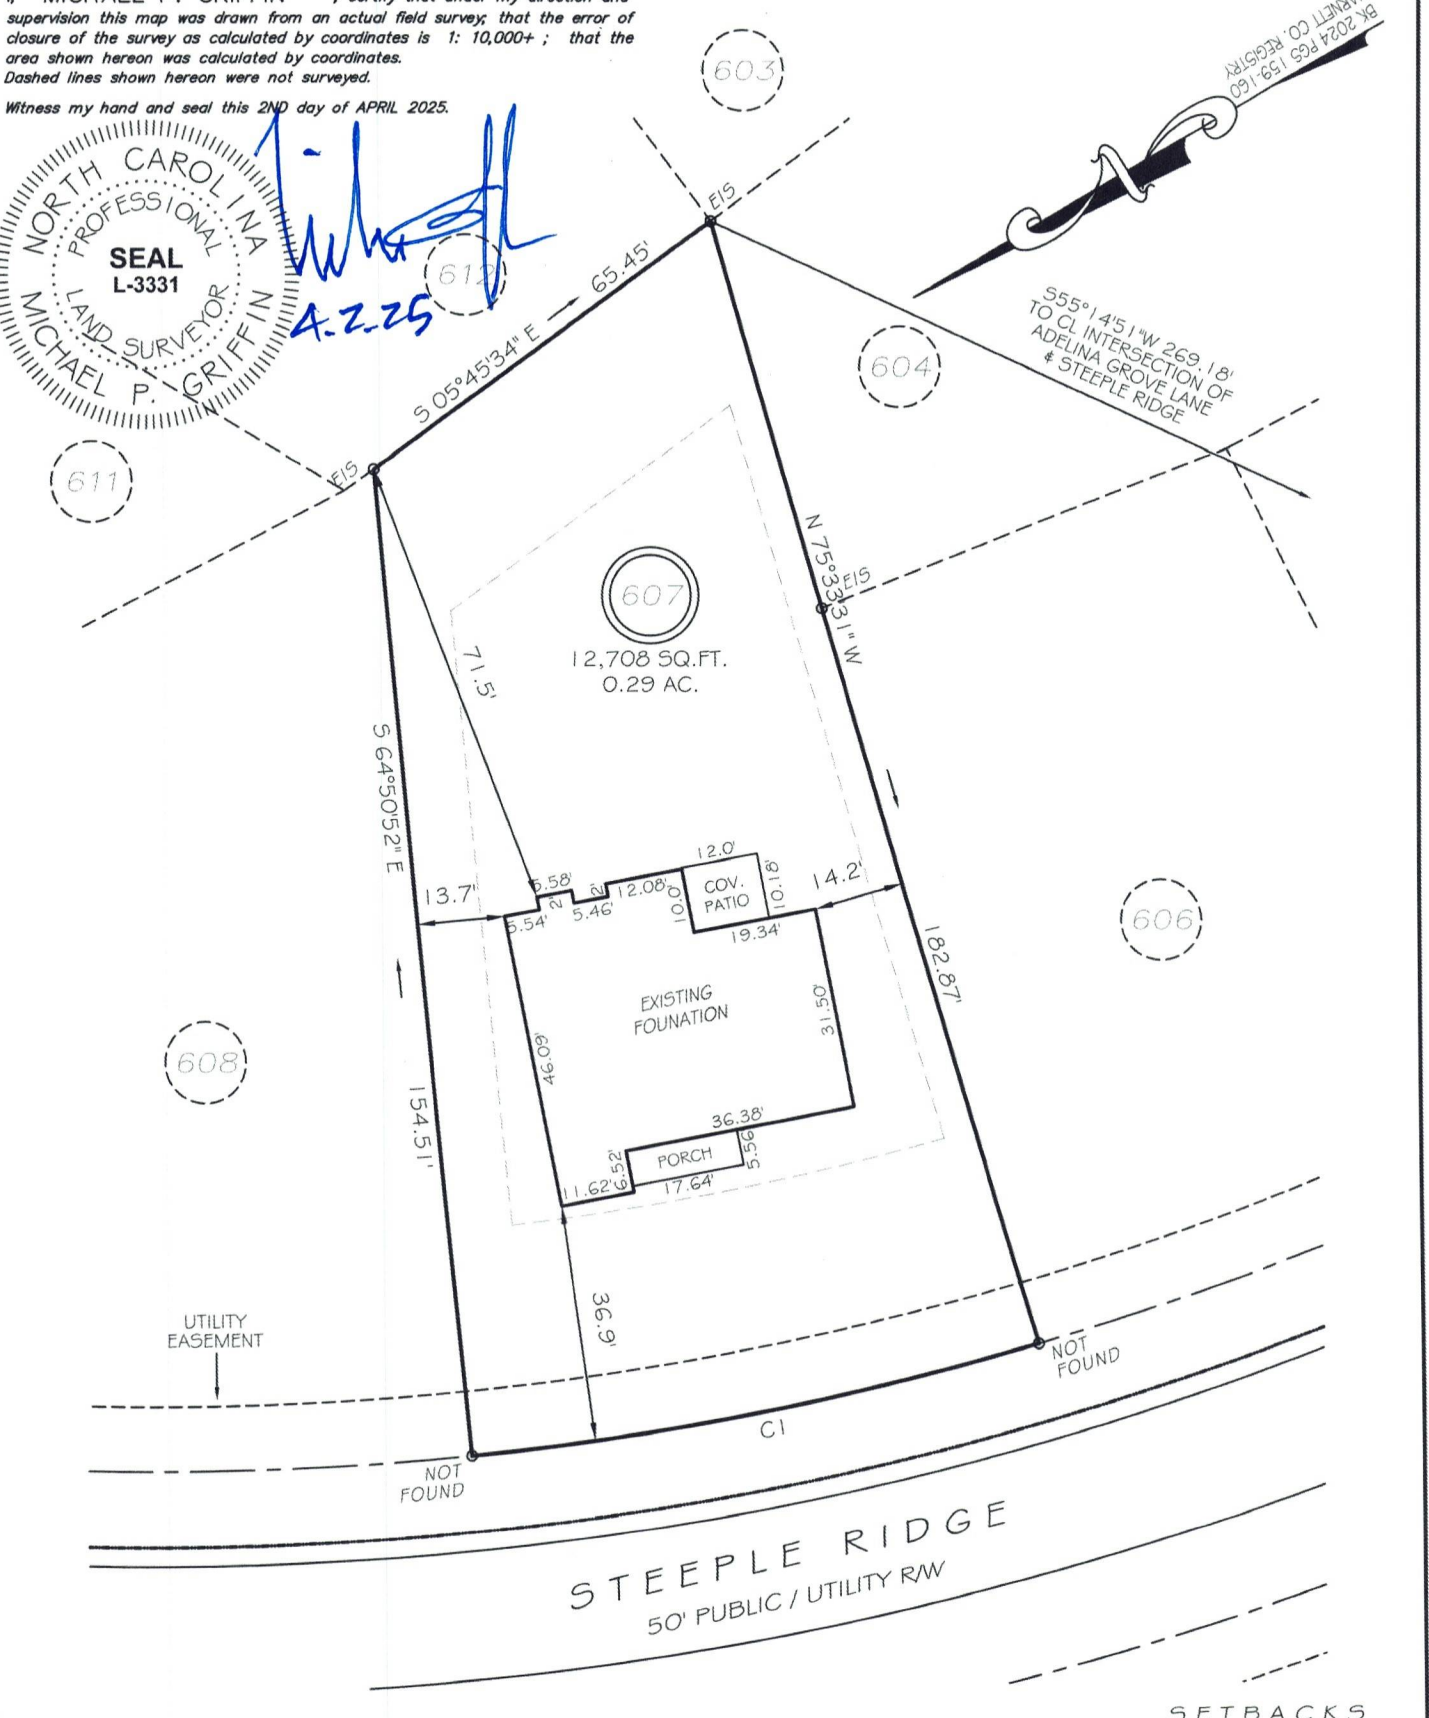 supervision this map was drawn from an actual field survey; that the error of
closure of the survey as calculated by coordinates is 1: 10,000+ ; that the
area shown hereon was calculated by coordinates.
Dashed lines shown hereon were not surveyed.
Witness my hand and seal this 2ND day of APRIL 2025.
NORTH CAROLINA
PROFESSIONAL
SEAL
L-3331
LAND SURVEYOR
MICHAEL P. GRIFFIN
4.2.25
603
BK 2024 PGS 159-160
CO. REGISTRY
N
612
EIS
65.45'
S 05°45'34" E
604
S55°14'51"W 269.18'
TO CL INTERSECTION OF
ADELINA GROVE LANE
& STEEPLE RIDGE
611
EIS
N 75°33'31" W
EIS
607
12,708 SQ.FT.
0.29 AC.
71.5'
S 64°50'52" E
13.7'
5.58'
2'
5.54'
5.46'
2'
12.08'
10.0'
12.0'
COV.
PATIO
10.18'
19.34'
14.2'
606
182.87'
EXISTING
FOUNATION
31.50'
46.09'
608
154.51'
36.38'
PORCH
5.56'
6.52'
11.62'
17.64'
36.9'
UTILITY
EASEMENT
NOT
FOUND
C1
NOT
FOUND
STEEPLE RIDGE
50' PUBLIC / UTILITY R/W
SETBACKS